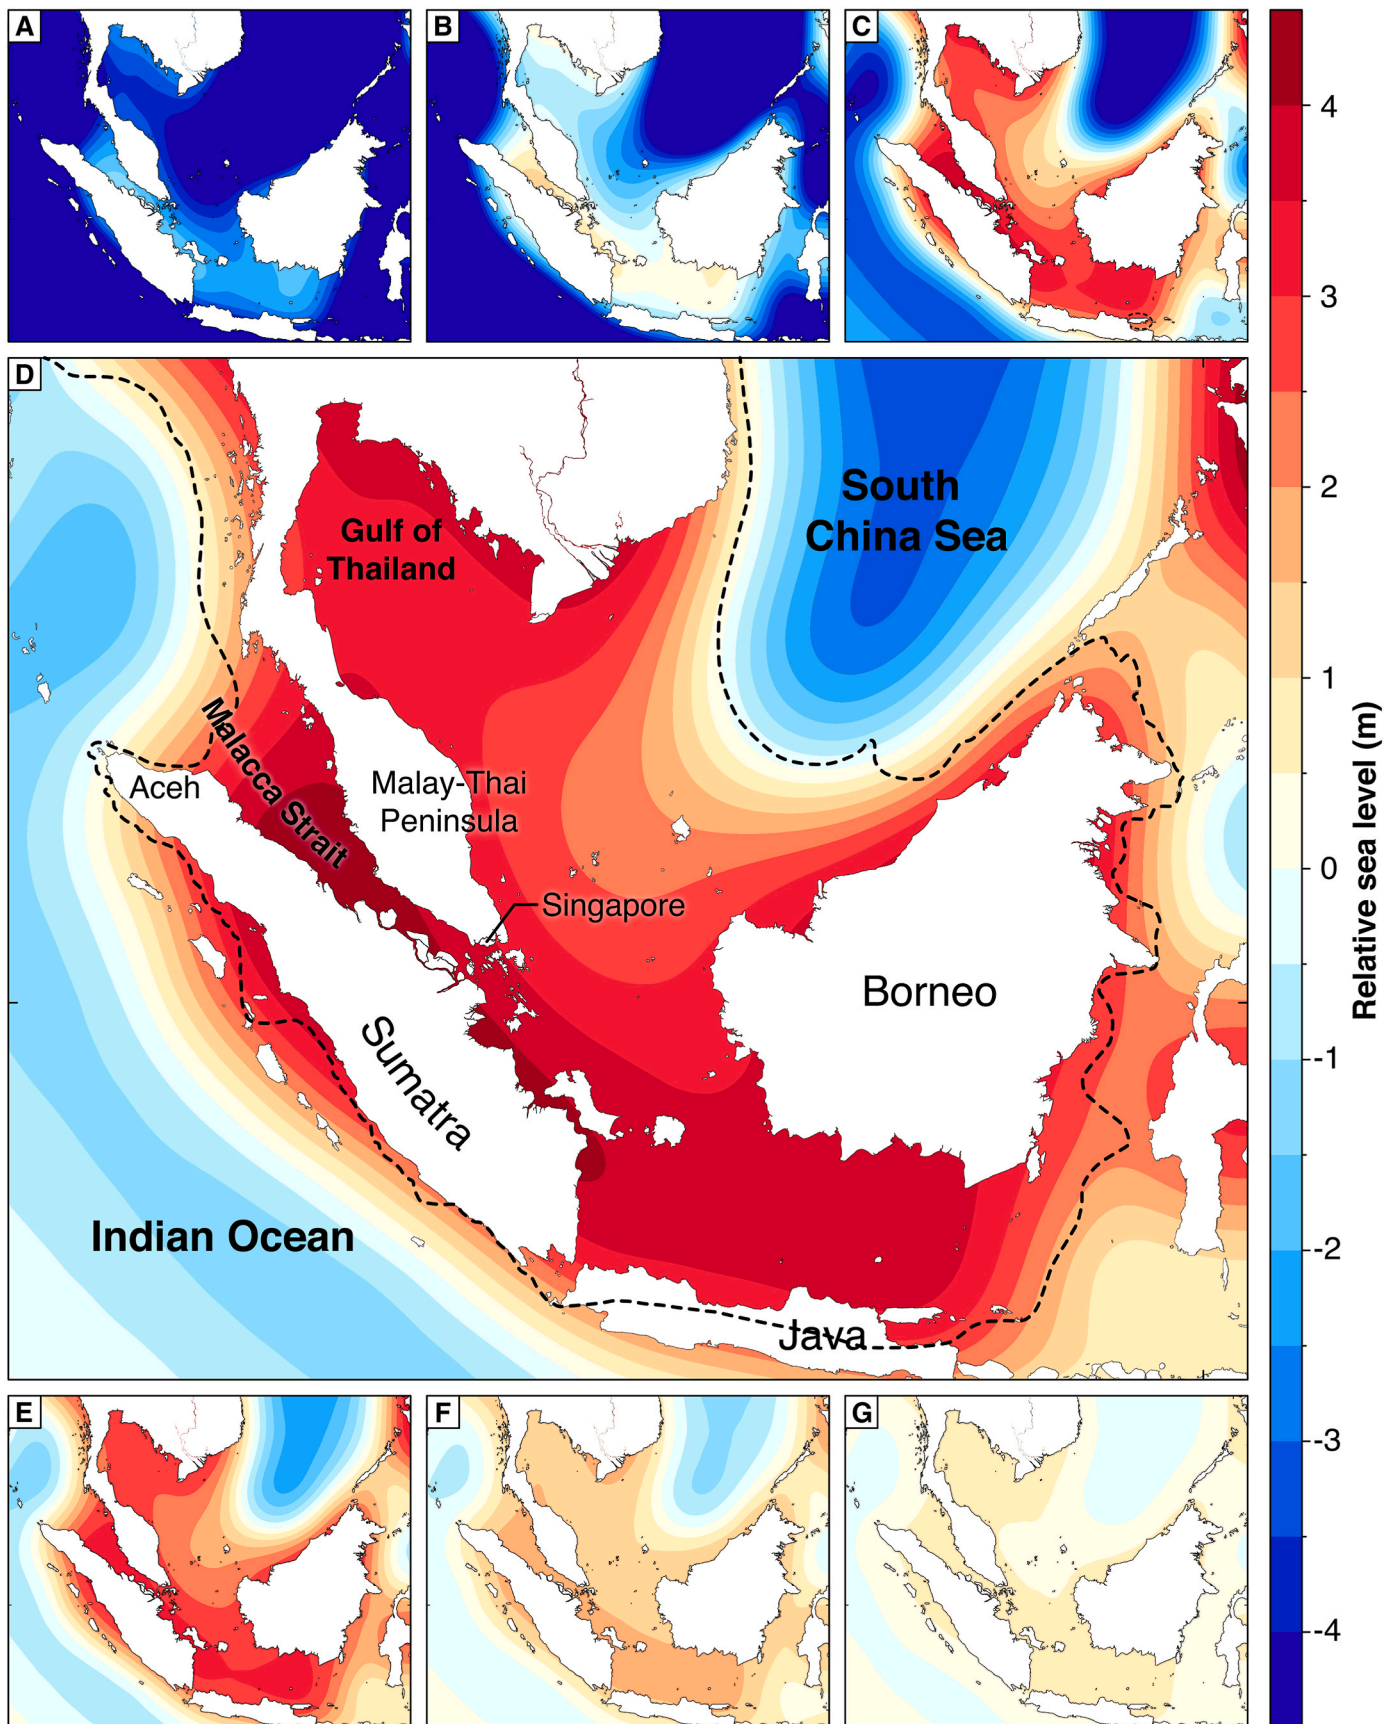 A
B
C
D
South
China Sea
Gulf of
Thailand
Malacca Strait
Aceh
Malay-Thai
Peninsula
Singapore
Borneo
Sumatra
Indian Ocean
Java
E
F
G
4
3
2
1
0
-1
-2
-3
-4
Relative sea level (m)